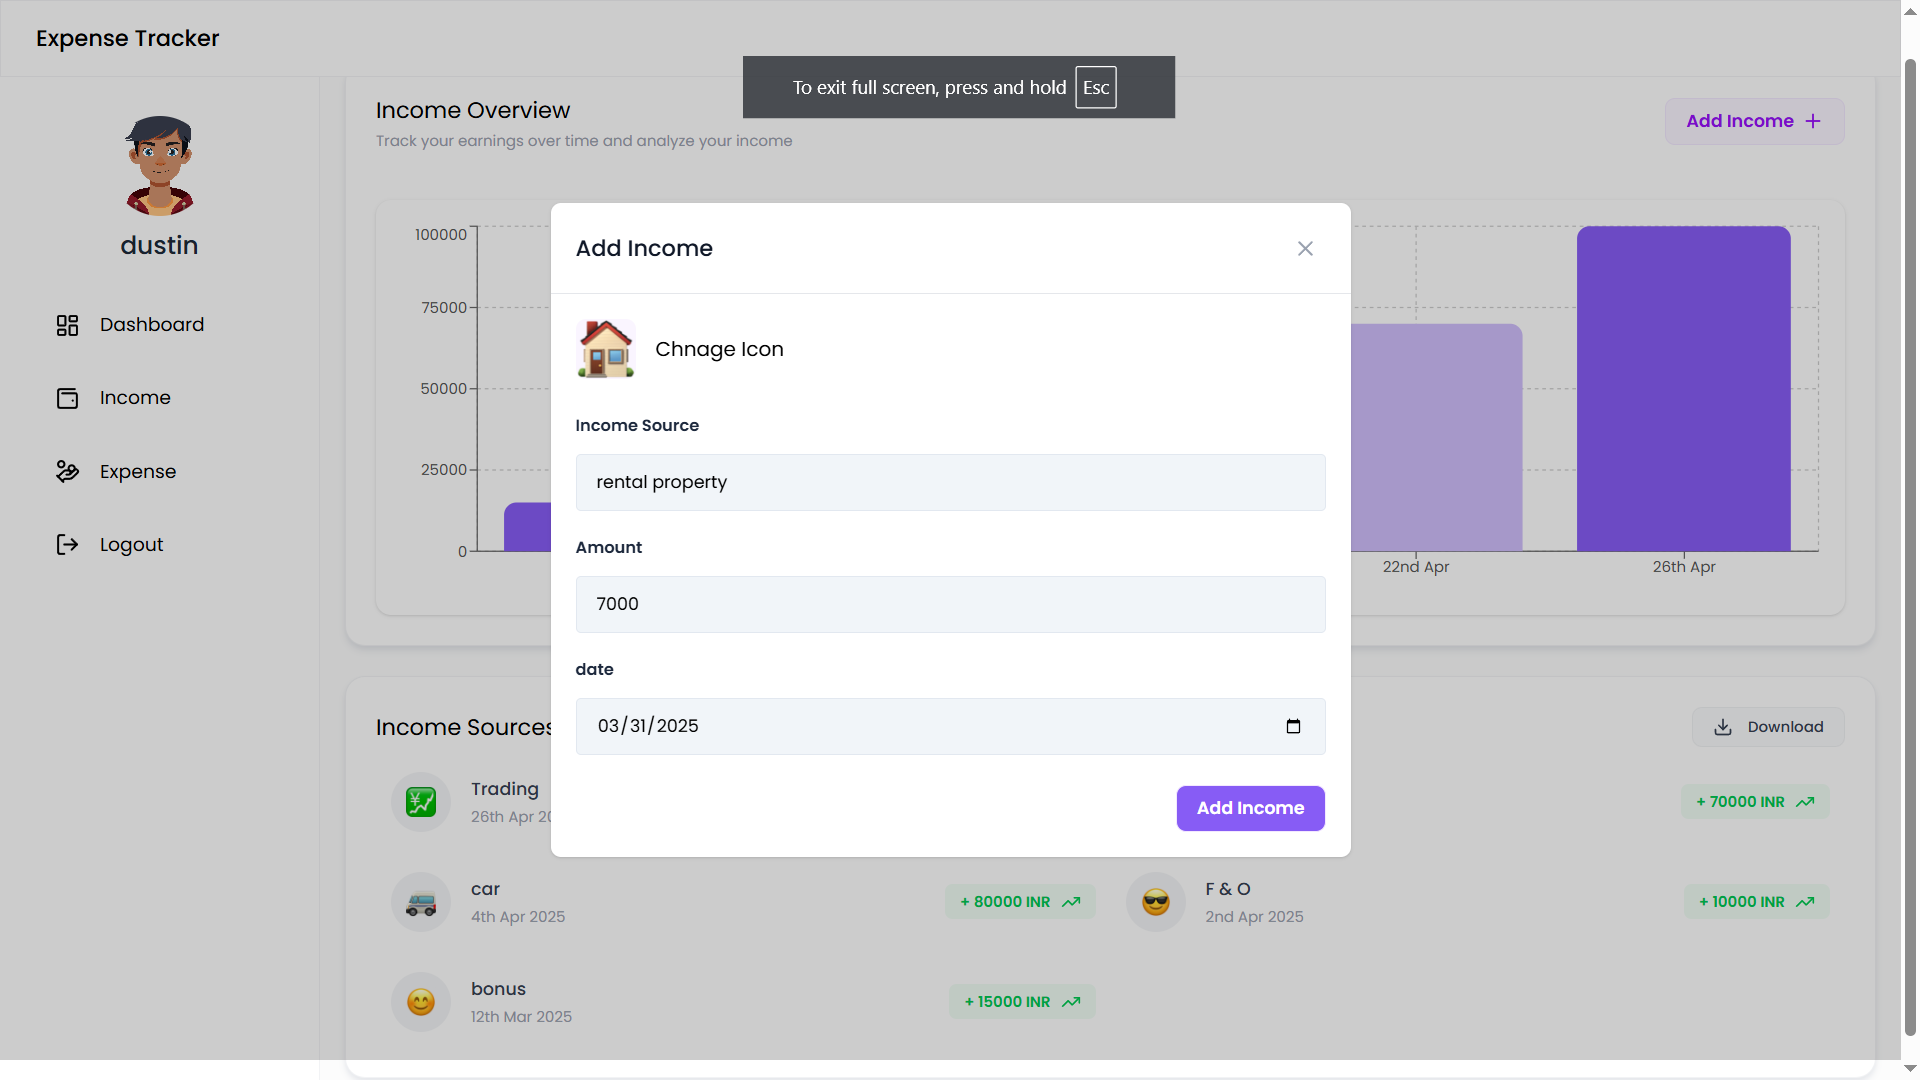 Expense Tracker
To exit full screen, press and hold Esc
dustin
Dashboard
Income
Expense
Logout
Income Overview
Track your earnings over time and analyze your income
Add Income
100000
75000
50000
25000
0
22nd Apr
26th Apr
Add Income
Chnage Icon
Income Source
rental property
Amount
7000
date
03/31/2025
Add Income
Income Sources
Download
Trading
26th Apr 20
+ 70000 INR
car
4th Apr 2025
+ 80000 INR
F & O
2nd Apr 2025
+ 10000 INR
bonus
12th Mar 2025
+ 15000 INR